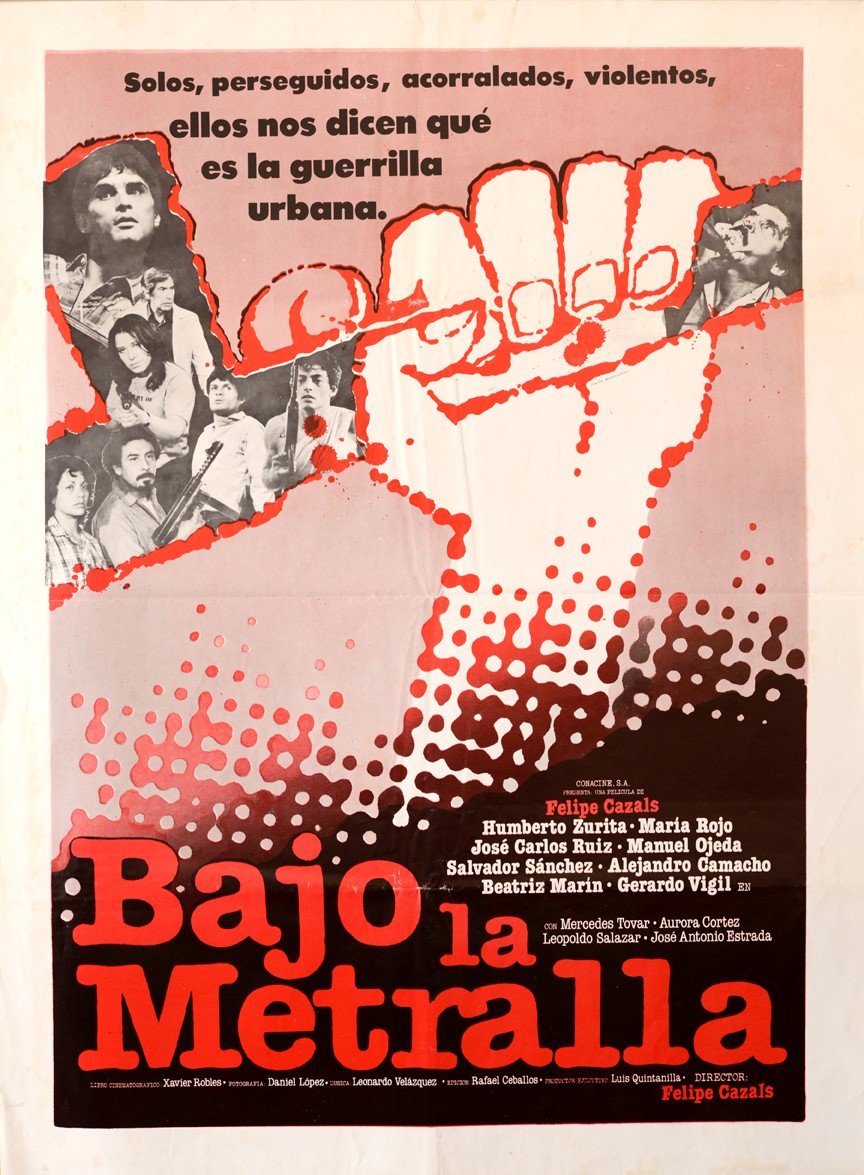 Solos, perseguidos, acorralados, violentos,
ellos nos dicen qué
es la guerrilla
urbana.
CONACINE, S.A.
PRESENTA: UNA PELICULA DE
Felipe Cazals
Humberto Zurita • María Rojo
José Carlos Ruiz • Manuel Ojeda
Salvador Sánchez • Alejandro Camacho
Beatriz Marín • Gerardo Vigil EN
CON Mercedes Tovar • Aurora Cortez
Leopoldo Salazar • José Antonio Estrada
Bajo
la
Metralla
LIBRO CINEMATOGRAFICO Xavier Robles • FOTOGRAFIA: Daniel López • MUSICA: Leonardo Velázquez • EDICION Rafael Ceballos • PRODUCTOR EJECUTIVO Luis Quintanilla • DIRECTOR:
Felipe Cazals